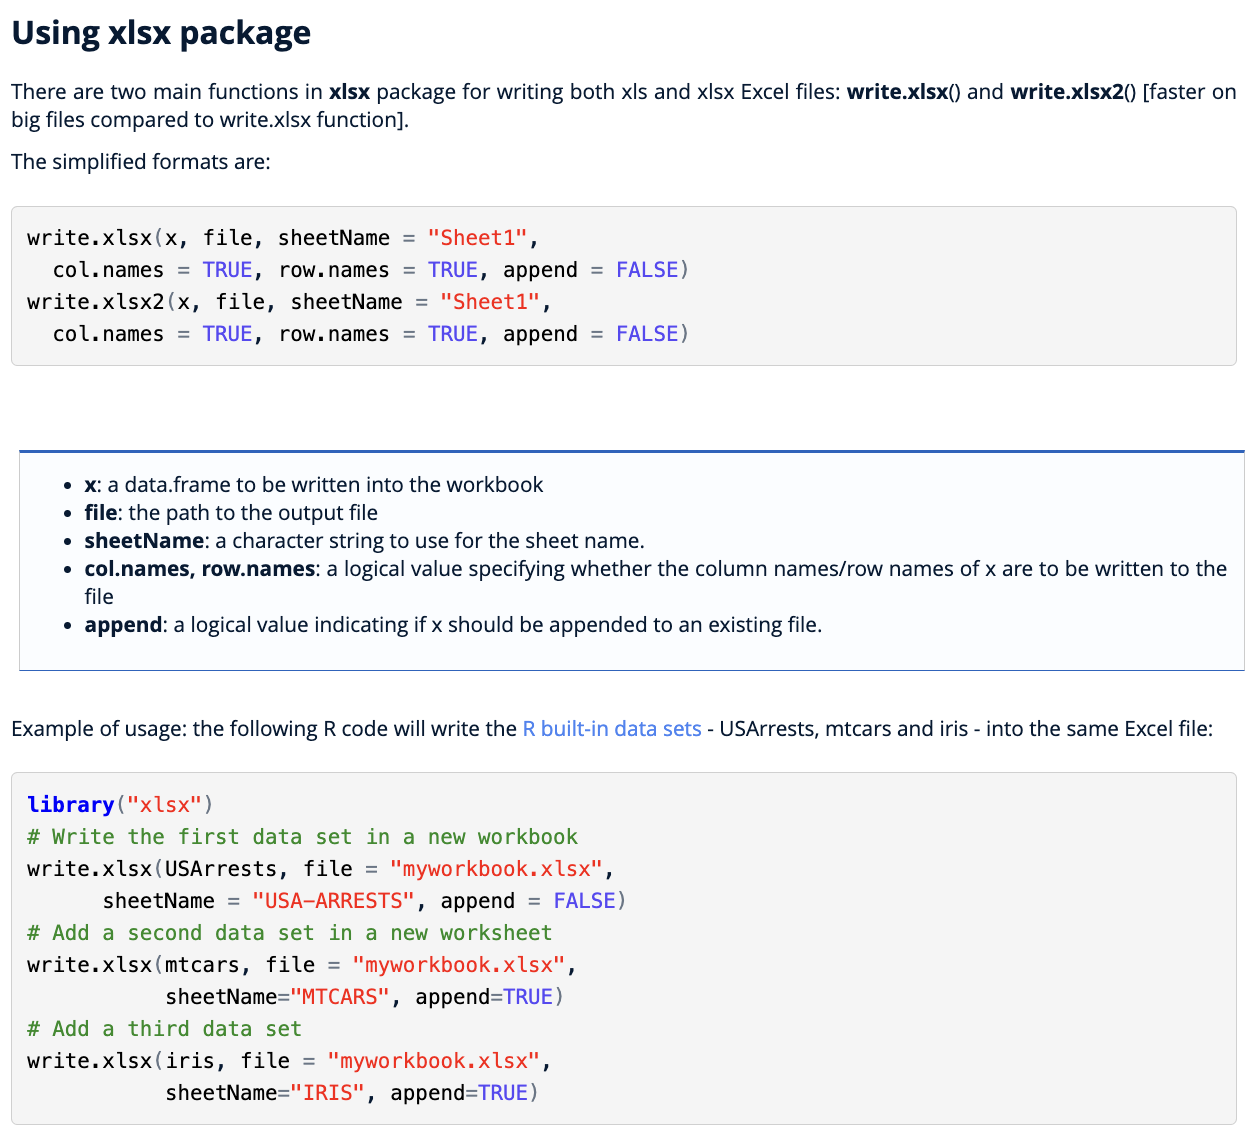 Using xlsx package
There are two main functions in xlsx package for writing both xls and xlsx Excel files: write.xlsx() and write.xlsx2() [faster on
big files compared to write.xlsx function].
The simplified formats are:
write.xlsx(x, file, sheetName = "Sheet1",
  col.names = TRUE, row.names = TRUE, append = FALSE)
write.xlsx2(x, file, sheetName = "Sheet1",
  col.names = TRUE, row.names = TRUE, append = FALSE)
• x: a data.frame to be written into the workbook
• file: the path to the output file
• sheetName: a character string to use for the sheet name.
• col.names, row.names: a logical value specifying whether the column names/row names of x are to be written to the
file
• append: a logical value indicating if x should be appended to an existing file.
Example of usage: the following R code will write the R built-in data sets - USArrests, mtcars and iris - into the same Excel file:
library("xlsx")
# Write the first data set in a new workbook
write.xlsx(USArrests, file = "myworkbook.xlsx",
      sheetName = "USA-ARRESTS", append = FALSE)
# Add a second data set in a new worksheet
write.xlsx(mtcars, file = "myworkbook.xlsx",
           sheetName="MTCARS", append=TRUE)
# Add a third data set
write.xlsx(iris, file = "myworkbook.xlsx",
           sheetName="IRIS", append=TRUE)